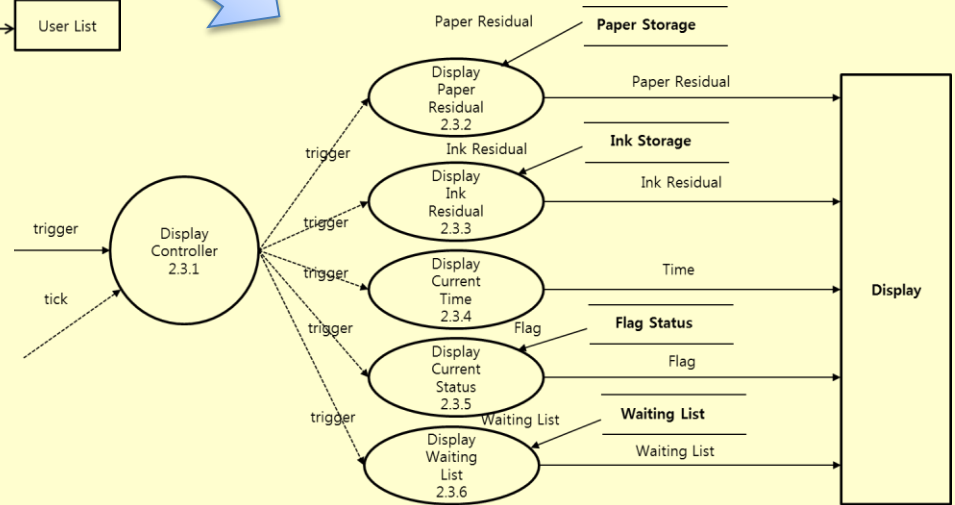 User List
Paper Residual
Paper Storage
Display
Paper
Residual
2.3.2
Paper Residual
trigger
Ink Residual
Ink Storage
Display
Ink
Residual
2.3.3
Ink Residual
trigger
trigger
Display
Controller
2.3.1
tick
trigger
Display
Current
Time
2.3.4
Time
Display
trigger
Flag
Flag Status
Display
Current
Status
2.3.5
Flag
trigger
Waiting List
Waiting List
Display
Waiting
List
2.3.6
Waiting List